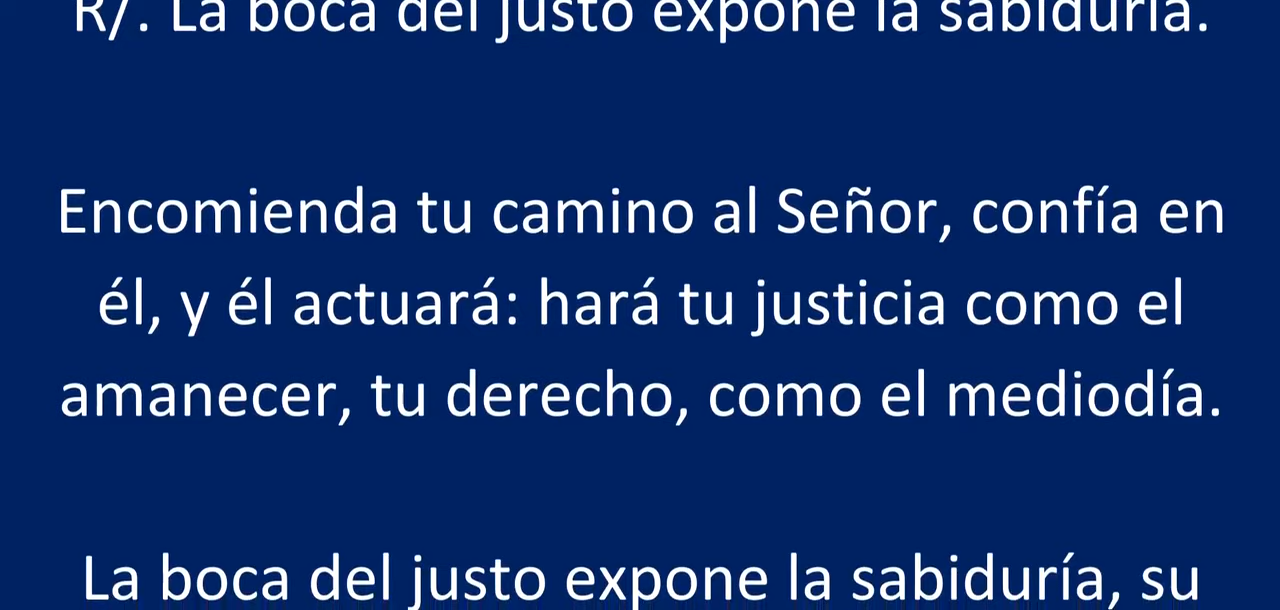 R/. La boca del justo expone la sabiduría.
Encomienda tu camino al Señor, confía en
él, y él actuará: hará tu justicia como el
amanecer, tu derecho, como el mediodía.
La boca del justo expone la sabiduría, su